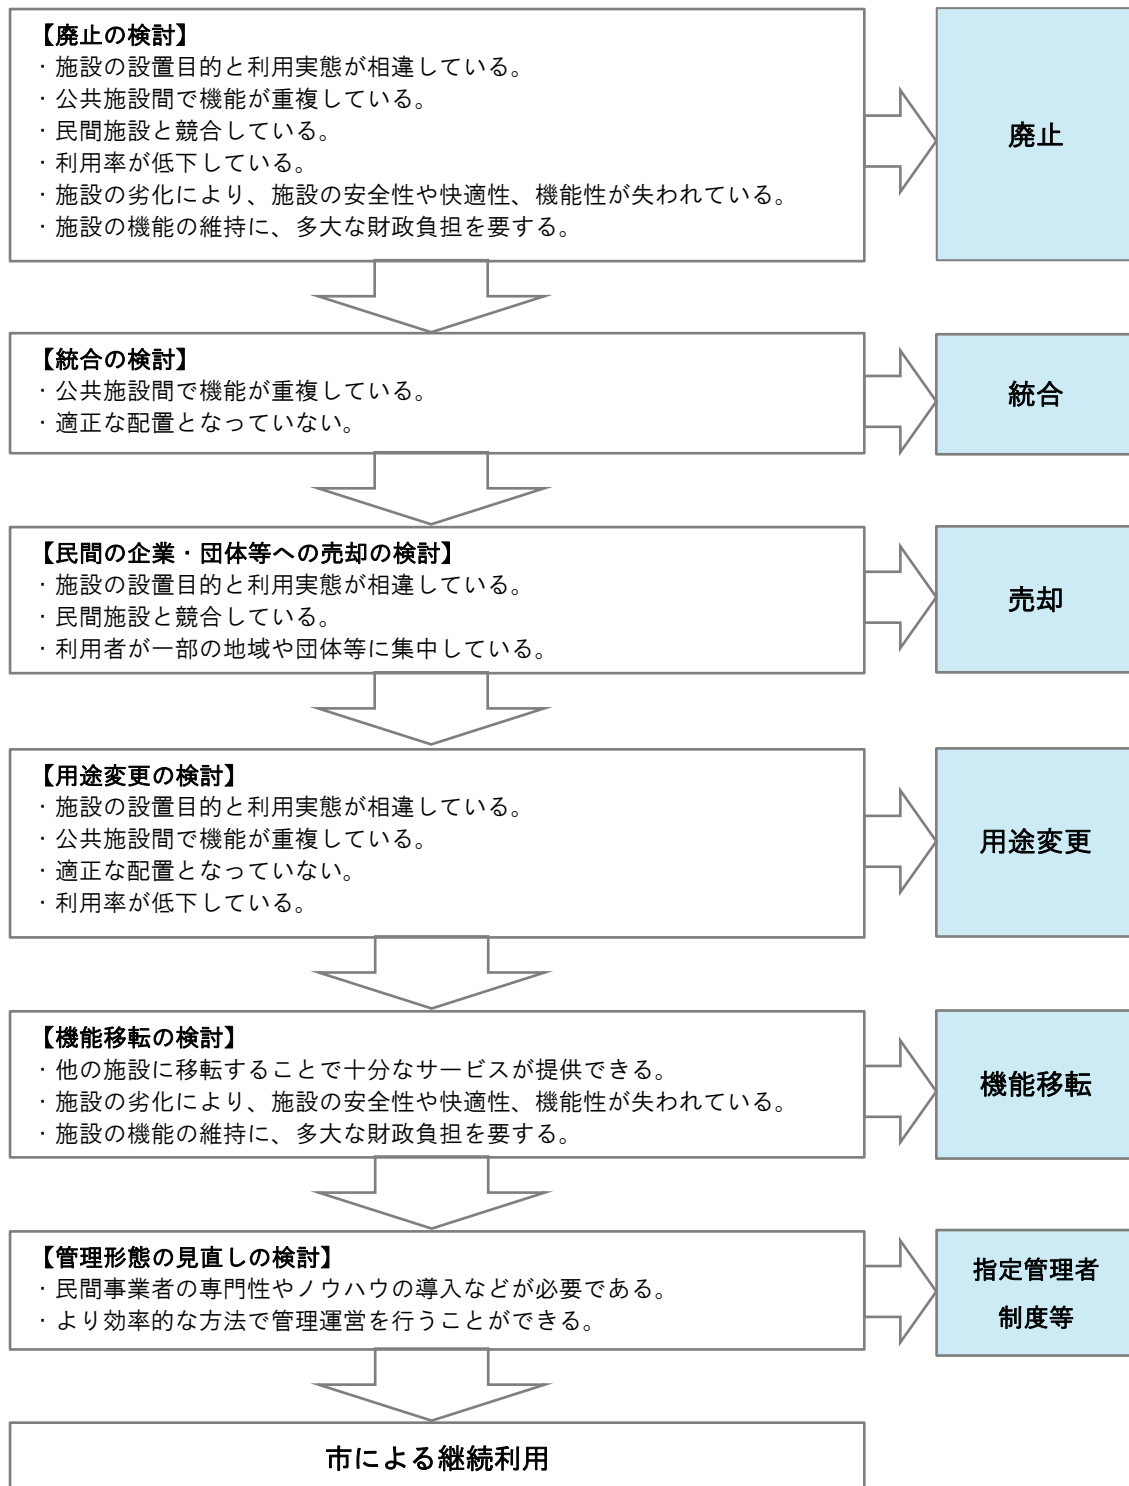 【廃止の検討】
・施設の設置目的と利用実態が相違している。
・公共施設間で機能が重複している。
・民間施設と競合している。
・利用率が低下している。
・施設の劣化により、施設の安全性や快適性、機能性が失われている。
・施設の機能の維持に、多大な財政負担を要する。
廃止
【統合の検討】
・公共施設間で機能が重複している。
・適正な配置となっていない。
統合
【民間の企業・団体等への売却の検討】
・施設の設置目的と利用実態が相違している。
・民間施設と競合している。
・利用者が一部の地域や団体等に集中している。
売却
【用途変更の検討】
・施設の設置目的と利用実態が相違している。
・公共施設間で機能が重複している。
・適正な配置となっていない。
・利用率が低下している。
用途変更
【機能移転の検討】
・他の施設に移転することで十分なサービスが提供できる。
・施設の劣化により、施設の安全性や快適性、機能性が失われている。
・施設の機能の維持に、多大な財政負担を要する。
機能移転
【管理形態の見直しの検討】
・民間事業者の専門性やノウハウの導入などが必要である。
・より効率的な方法で管理運営を行うことができる。
指定管理者
制度等
市による継続利用